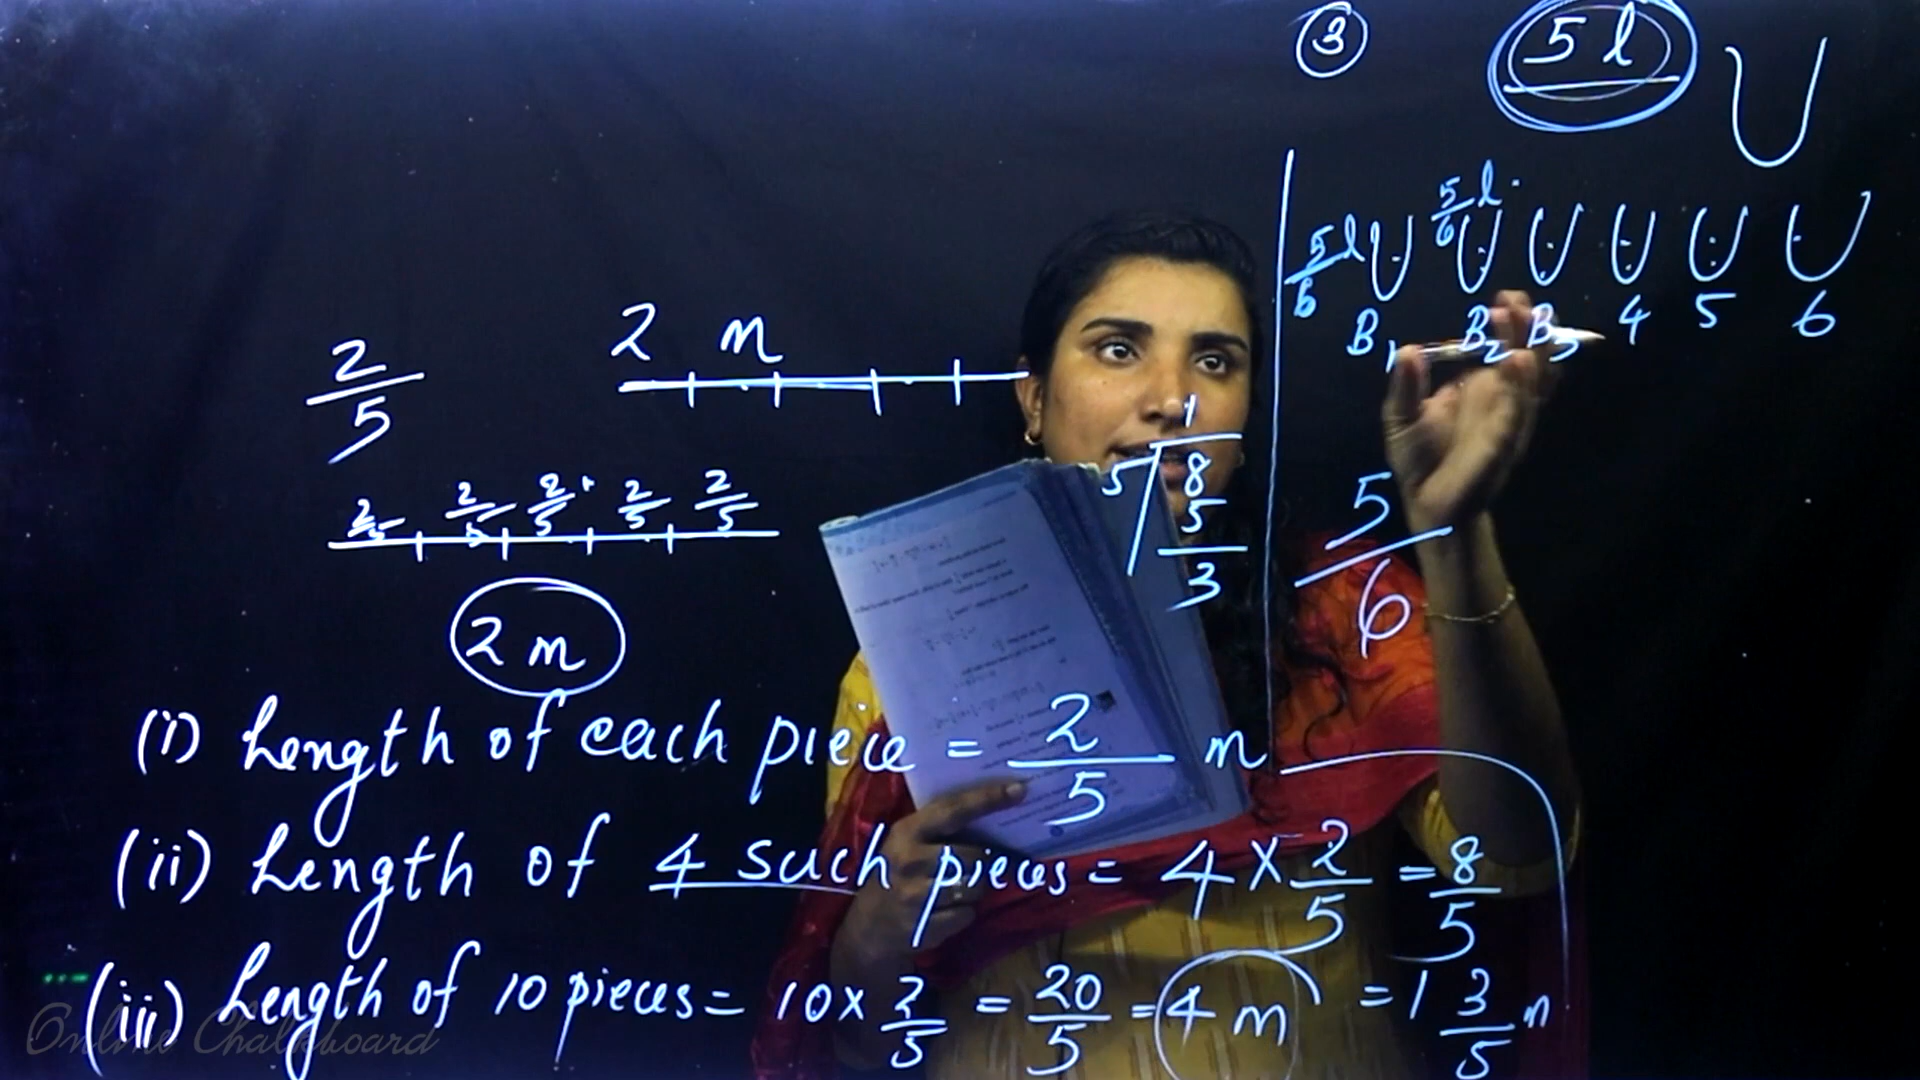 2/5
2 m
2/5 2/5 2/5 2/5 2/5
2 m
1
5 8
5
3
(i) Length of each piece = 2/5 m
(ii) Length of 4 such pieces = 4 × 2/5 = 8/5
= 1 3/5 m
(iii) Length of 10 pieces = 10 × 2/5 = 20/5 = 4 m
3
5 l
5/6 l 5/6 l
B1 B2 B3 4 5 6
5/6
Online Chalkboard